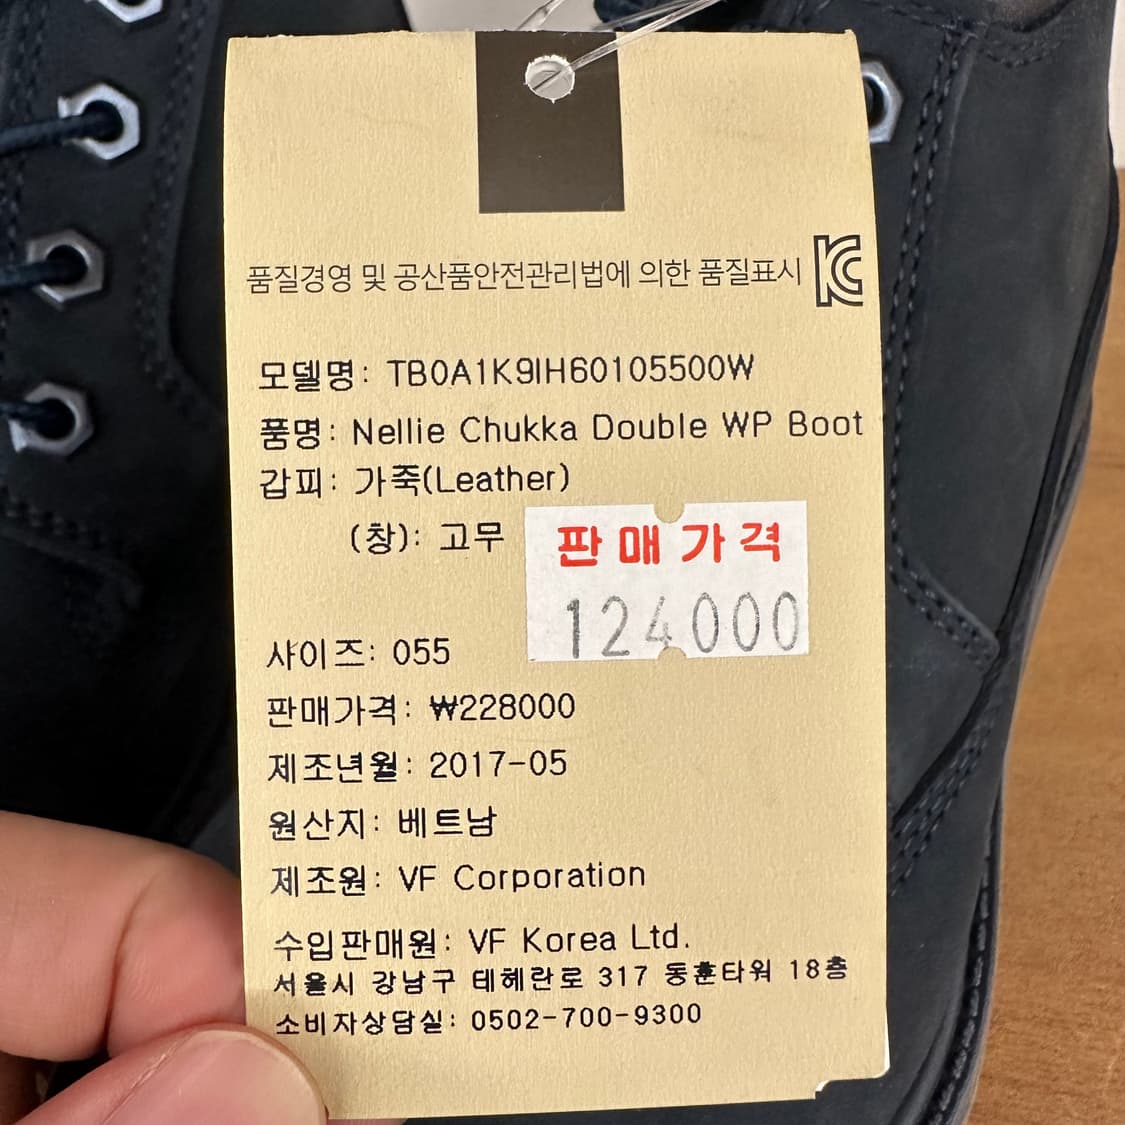 품질경영 및 공산품안전관리법에 의한 품질표시 KC
모델명: TB0A1K9IH60105500W
품명: Nellie Chukka Double WP Boot
갑피: 가죽(Leather)
(창): 고무
판매가격
124000
샤이즈: 055
판매가격: ₩228000
제조년월: 2017-05
원산지: 베트남
제조원: VF Corporation
수입판매원: VF Korea Ltd.
서울시 강남구 테헤란로 317 동훈타워 18층
소비자상담실: 0502-700-9300